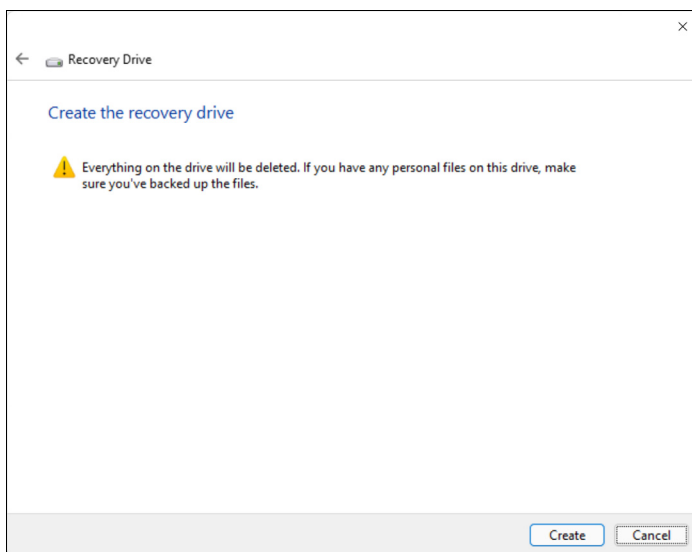 Recovery Drive
Create the recovery drive
Everything on the drive will be deleted. If you have any personal files on this drive, make
sure you've backed up the files.
Create Cancel